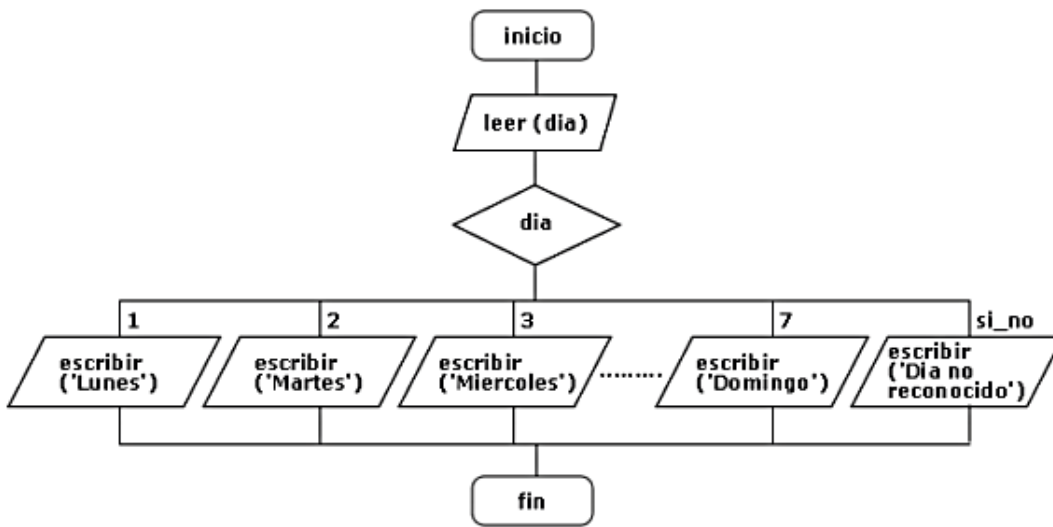 inicio
leer (dia)
dia
1
2
3
7
si_no
escribir
('Lunes')
escribir
('Martes')
escribir
('Miercoles')
.........
escribir
('Domingo')
escribir
('Dia no
reconocido')
fin